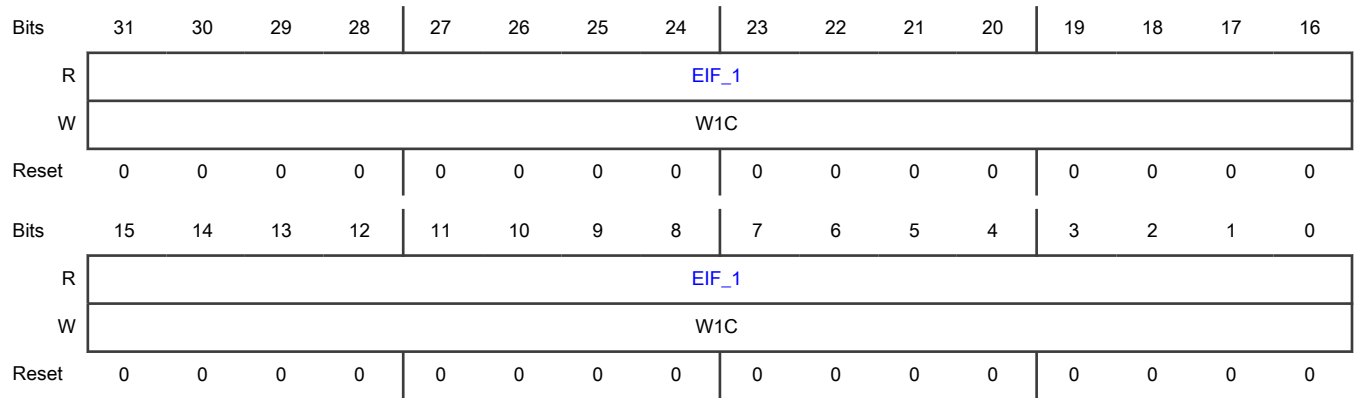 Bits 31 30 29 28 27 26 25 24 23 22 21 20 19 18 17 16
R EIF_1
W W1C
Reset 0 0 0 0 0 0 0 0 0 0 0 0 0 0 0 0
Bits 15 14 13 12 11 10 9 8 7 6 5 4 3 2 1 0
R EIF_1
W W1C
Reset 0 0 0 0 0 0 0 0 0 0 0 0 0 0 0 0